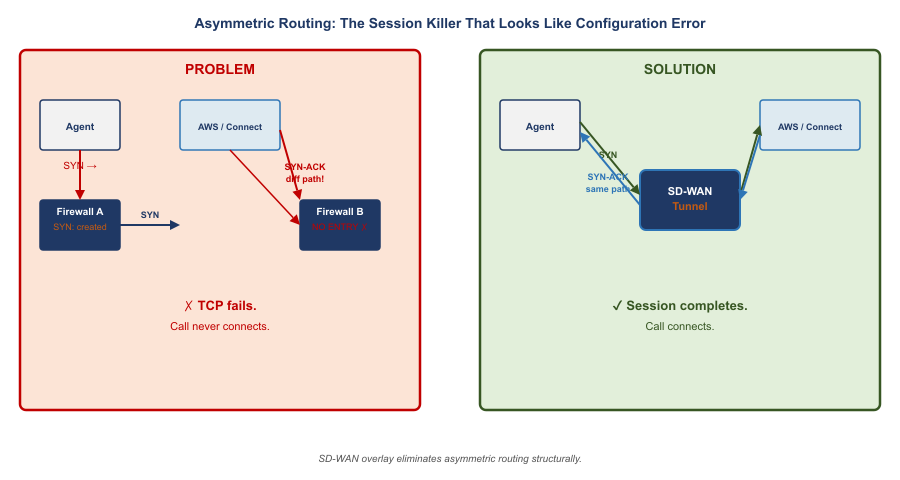 Asymmetric Routing: The Session Killer That Looks Like Configuration Error
PROBLEM
Agent
AWS / Connect
SYN →
SYN-ACK
diff path!
Firewall A
SYN: created
SYN
Firewall B
✗ TCP fails.
Call never connects.
SOLUTION
Agent
AWS / Connect
SYN
SYN-ACK
same path
SD-WAN
Tunnel
✓ Session completes.
Call connects.
SD-WAN overlay eliminates asymmetric routing structurally.